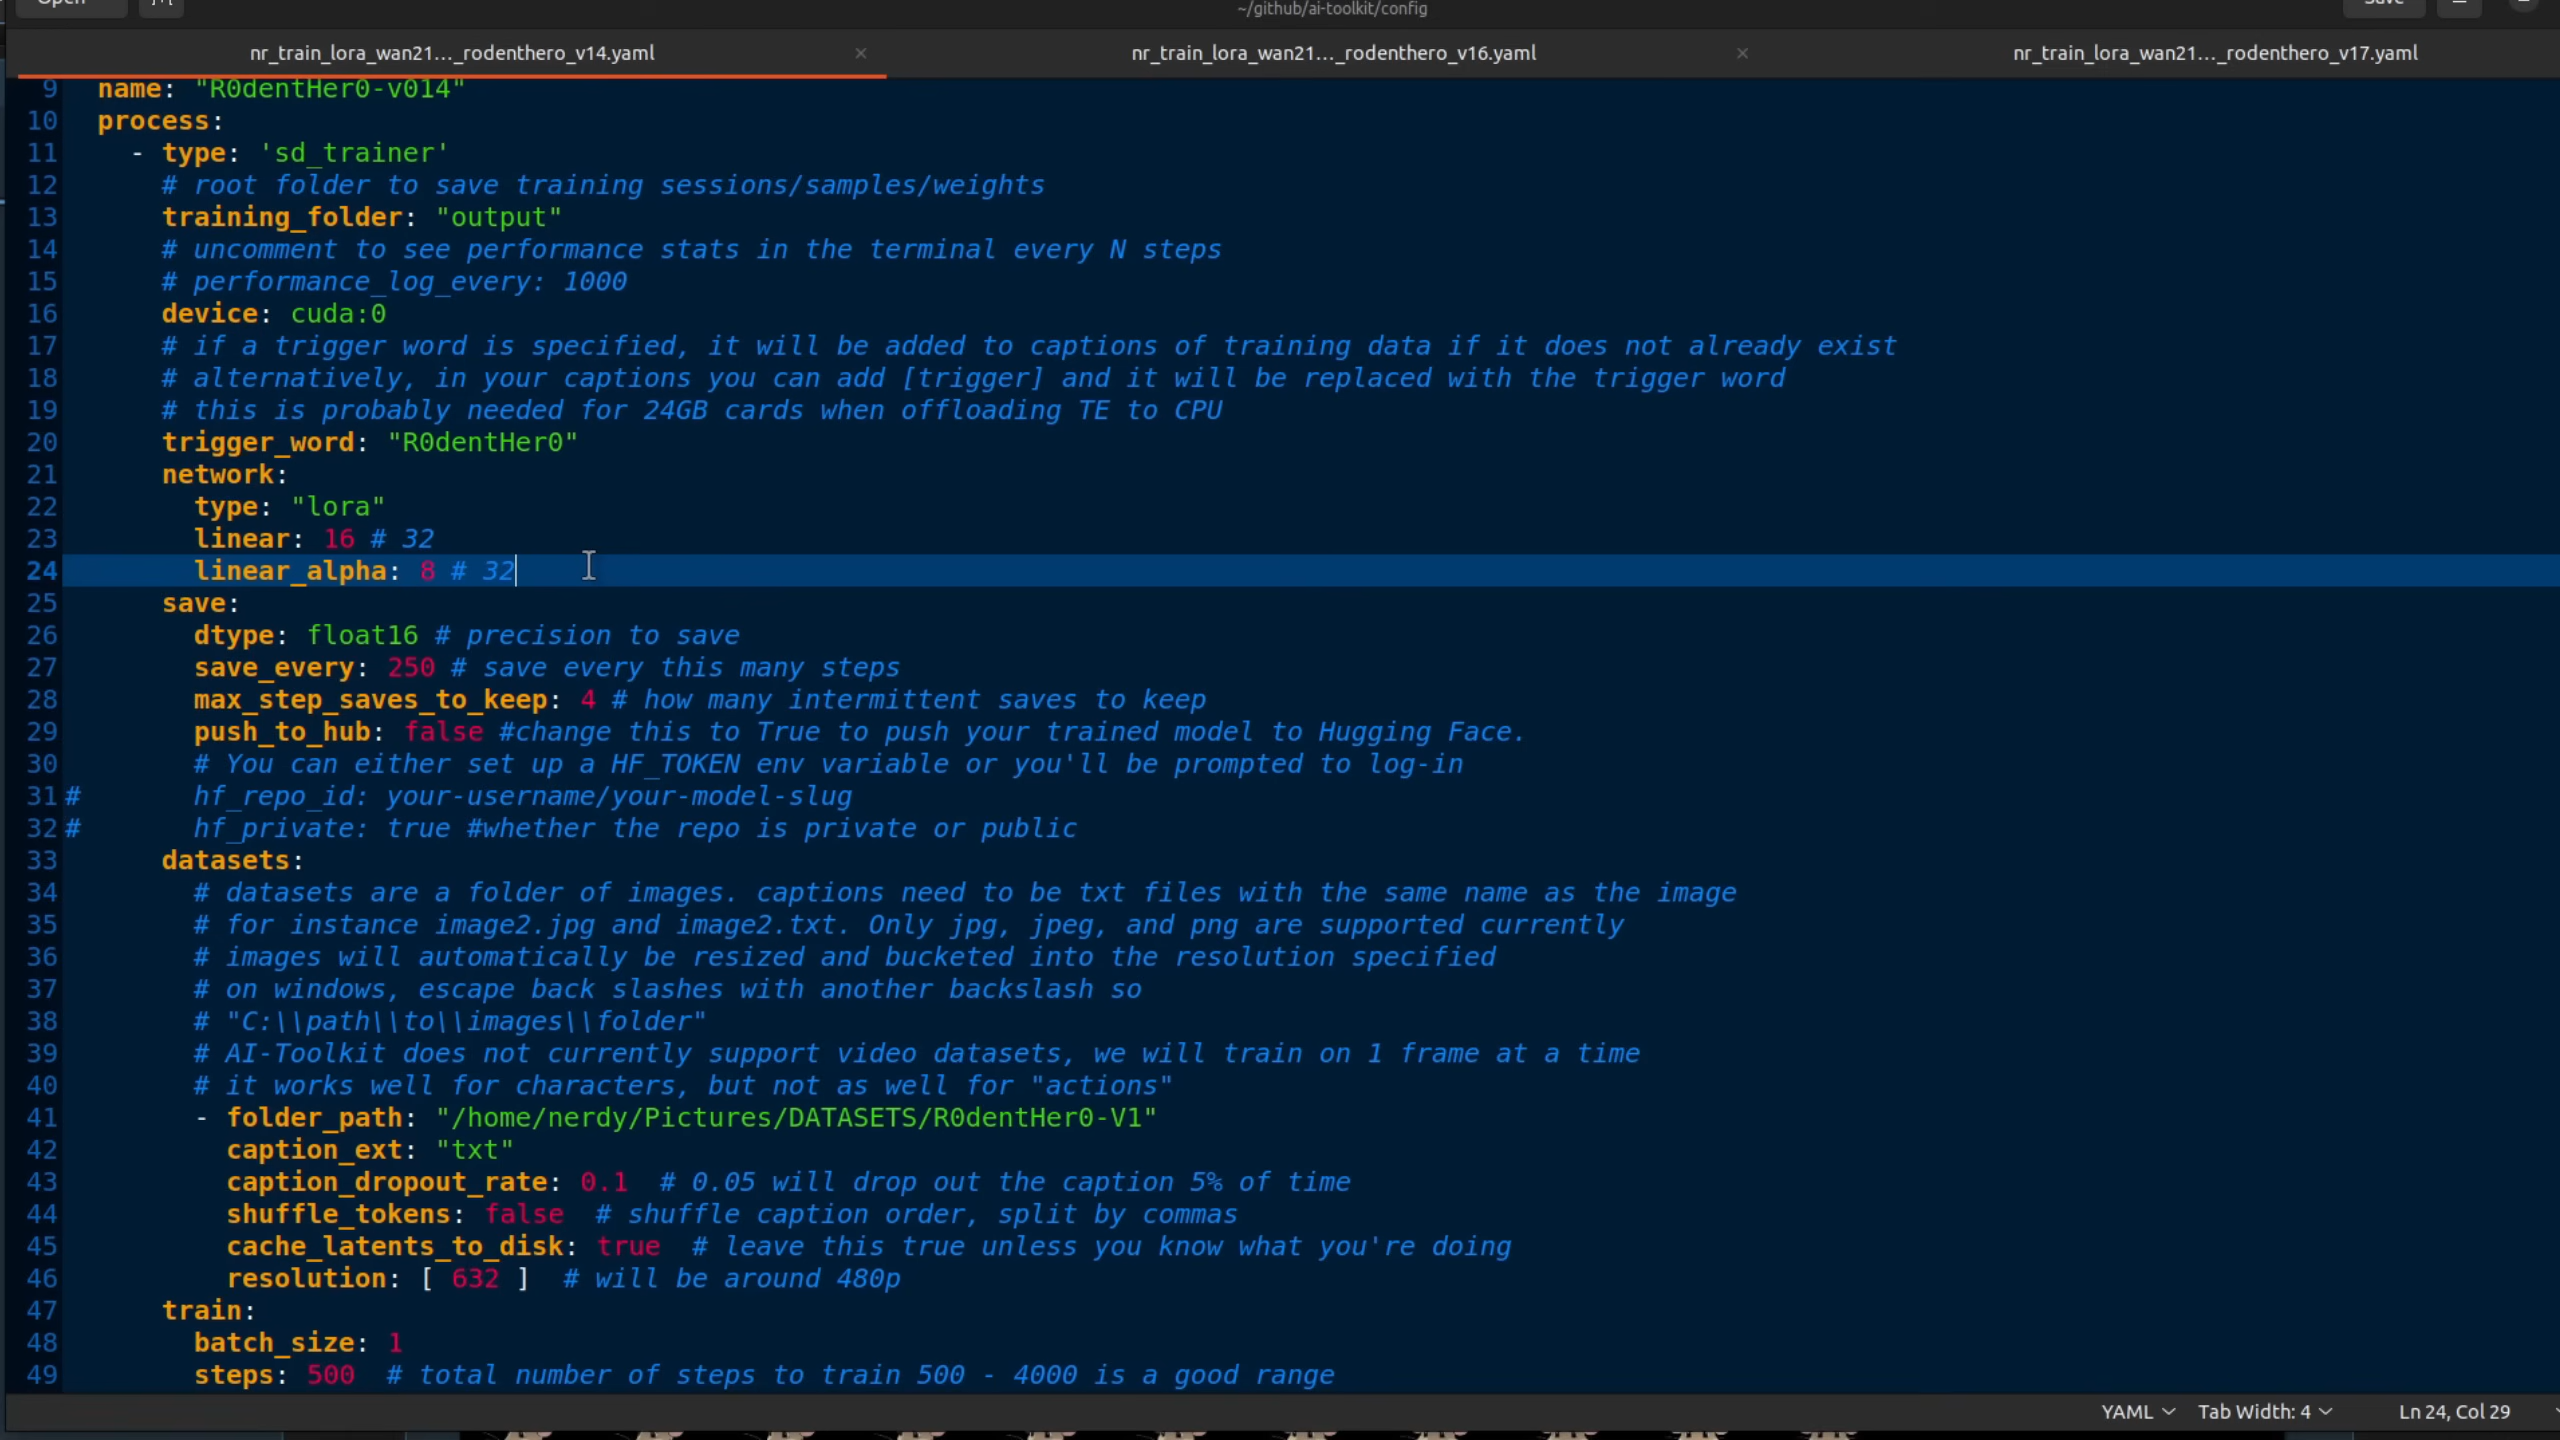 Open
~/github/ai-toolkit/config
Save
nr_train_lora_wan21..._rodenthero_v14.yaml
nr_train_lora_wan21..._rodenthero_v16.yaml
nr_train_lora_wan21..._rodenthero_v17.yaml
9 name: "R0dentHer0-v014"
10 process:
11 - type: 'sd_trainer'
12 # root folder to save training sessions/samples/weights
13 training_folder: "output"
14 # uncomment to see performance stats in the terminal every N steps
15 # performance_log_every: 1000
16 device: cuda:0
17 # if a trigger word is specified, it will be added to captions of training data if it does not already exist
18 # alternatively, in your captions you can add [trigger] and it will be replaced with the trigger word
19 # this is probably needed for 24GB cards when offloading TE to CPU
20 trigger_word: "R0dentHer0"
21 network:
22 type: "lora"
23 linear: 16 # 32
24 linear_alpha: 8 # 32
25 save:
26 dtype: float16 # precision to save
27 save_every: 250 # save every this many steps
28 max_step_saves_to_keep: 4 # how many intermittent saves to keep
29 push_to_hub: false #change this to True to push your trained model to Hugging Face.
30 # You can either set up a HF_TOKEN env variable or you'll be prompted to log-in
31 # hf_repo_id: your-username/your-model-slug
32 # hf_private: true #whether the repo is private or public
33 datasets:
34 # datasets are a folder of images. captions need to be txt files with the same name as the image
35 # for instance image2.jpg and image2.txt. Only jpg, jpeg, and png are supported currently
36 # images will automatically be resized and bucketed into the resolution specified
37 # on windows, escape back slashes with another backslash so
38 # "C:\\path\\to\\images\\folder"
39 # AI-Toolkit does not currently support video datasets, we will train on 1 frame at a time
40 # it works well for characters, but not as well for "actions"
41 - folder_path: "/home/nerdy/Pictures/DATASETS/R0dentHer0-V1"
42 caption_ext: "txt"
43 caption_dropout_rate: 0.1 # 0.05 will drop out the caption 5% of time
44 shuffle_tokens: false # shuffle caption order, split by commas
45 cache_latents_to_disk: true # leave this true unless you know what you're doing
46 resolution: [ 632 ] # will be around 480p
47 train:
48 batch_size: 1
49 steps: 500 # total number of steps to train 500 - 4000 is a good range
YAML Tab Width: 4 Ln 24, Col 29